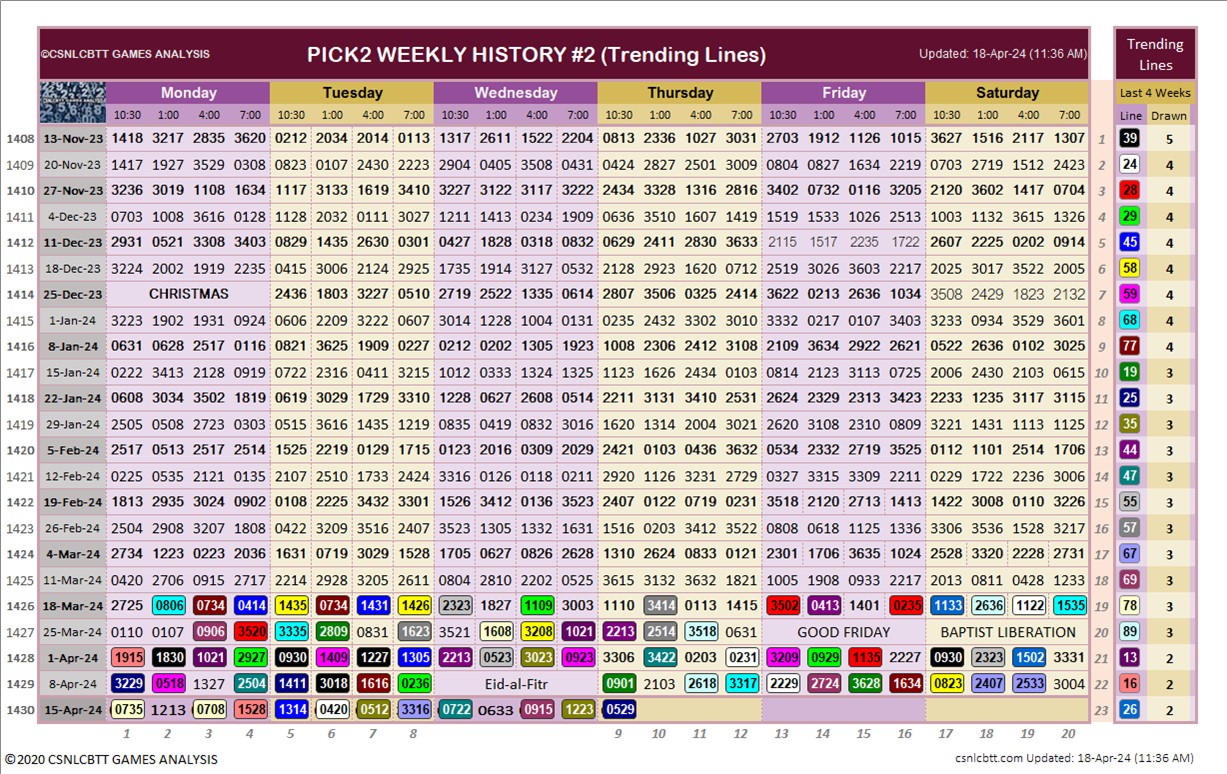 ©CSNLCBTT GAMES ANALYSIS PICK2 WEEKLY HISTORY #2 (Trending Lines) Updated: 18-Apr-24 (11:36 AM) Trending Lines
Monday Tuesday Wednesday Thursday Friday Saturday Last 4 Weeks
10:30 1:00 4:00 7:00 10:30 1:00 4:00 7:00 10:30 1:00 4:00 7:00 10:30 1:00 4:00 7:00 10:30 1:00 4:00 7:00 10:30 1:00 4:00 7:00 Line Drawn
1408 13-Nov-23 1418 3217 2835 3620 0212 2034 2014 0113 1317 2611 1522 2204 0813 2336 1027 3031 2703 1912 1126 1015 3627 1516 2117 1307 1 39 5
1409 20-Nov-23 1417 1927 3529 0308 0823 0107 2430 2223 2904 0405 3508 0431 0424 2827 2501 3009 0804 0827 1634 2219 0703 2719 1512 2423 2 24 4
1410 27-Nov-23 3236 3019 1108 1634 1117 3133 1619 3410 3227 3122 3117 3222 2434 3328 1316 2816 3402 0732 0116 3205 2120 3602 1417 0704 3 28 4
1411 4-Dec-23 0703 1008 3616 0128 1128 2032 0111 3027 1211 1413 0234 1909 0636 3510 1607 1419 1519 1533 1026 2513 1003 1132 3615 1326 4 29 4
1412 11-Dec-23 2931 0521 3308 3403 0829 1435 2630 0301 0427 1828 0318 0832 0629 2411 2830 3633 2115 1517 2235 1722 2607 2225 0202 0914 5 45 4
1413 18-Dec-23 3224 2002 1919 2235 0415 3006 2124 2925 1735 1914 3127 0532 2128 2923 1620 0712 2519 3026 3603 2217 2025 3017 3522 2005 6 58 4
1414 25-Dec-23 CHRISTMAS 2436 1803 3227 0519 2719 2522 1335 0614 2807 3506 2925 2414 3622 0213 2636 1034 3508 2429 1823 2132 7 59 4
1415 1-Jan-24 3223 1902 1931 0924 0606 2209 3222 0607 3014 1228 1004 0131 0235 2432 3302 3010 3332 0217 0107 3403 3233 0934 3529 3601 8 68 4
1416 8-Jan-24 0631 0628 2517 0116 0821 3625 1909 0227 0212 0202 1305 1923 1008 2306 2412 3108 2109 3634 2922 2621 0522 2636 0102 3025 9 77 4
1417 15-Jan-24 0222 3413 2128 0919 0722 2316 0411 3215 1012 0333 1324 1325 1123 1626 2434 0103 0814 2123 3113 0725 2006 2430 2103 0615 10 19 3
1418 22-Jan-24 0608 3034 3502 1819 0619 3029 1729 3310 1228 0627 2608 0514 2211 3131 3410 2531 2624 2329 2313 3423 2233 1235 3117 3115 11 25 3
1419 29-Jan-24 2505 0508 2723 0303 0515 3616 1435 1219 0835 0419 0832 3016 1620 1314 2004 3021 2620 3108 2310 0809 3221 1431 1113 1125 12 35 3
1420 5-Feb-24 2517 0513 2517 2514 1525 2219 0129 1715 0123 2016 0309 2029 2421 0103 0436 3632 0534 2332 2719 3525 0112 1101 2514 1706 13 44 3
1421 12-Feb-24 0225 0535 2121 0135 2107 2510 1733 2424 3316 0126 0118 0211 2920 1126 3131 2729 0327 3315 3309 2211 0229 1722 2236 3006 14 47 3
1422 19-Feb-24 1813 2935 3024 0902 0108 2225 3432 3301 1526 3412 0136 3523 2407 0122 0719 0231 3518 2120 2713 1413 1422 3008 0110 3226 15 55 3
1423 26-Feb-24 2504 2908 3207 1808 0422 3209 3516 2407 3523 1305 1332 1631 1516 0203 3412 3522 0808 0618 1125 1336 3306 3536 1528 3217 16 57 3
1424 4-Mar-24 2734 1223 0223 2036 1631 0719 3029 1528 1705 0627 0826 2628 1310 2624 0833 0121 2301 1706 3635 1024 2528 3320 2228 2731 17 67 3
1425 11-Mar-24 0420 2706 0915 2717 2214 2928 3205 2611 0804 2810 2202 0525 3615 3132 3632 1821 1005 1908 0933 2217 2013 0811 0428 1233 18 69 3
1426 18-Mar-24 2725 0806 0734 0414 1435 0734 1431 1426 2323 1827 1109 3003 1110 3414 0113 1415 3502 0413 1401 0235 1133 2636 1122 1535 19 78 3
1427 25-Mar-24 0110 0107 0906 3520 3335 2809 0831 1623 3521 1608 3208 1021 2213 2514 3518 0631 GOOD FRIDAY BAPTIST LIBERATION 20 89 3
1428 1-Apr-24 1915 1830 1021 2927 0930 1409 1227 1305 2213 0523 3023 0923 3306 3422 0203 0231 3209 0929 1135 2227 0930 2323 1502 3331 21 13 2
1429 8-Apr-24 3229 0518 1327 2504 1411 3018 1616 0236 Eid-al-Fitr 0901 2103 2618 3317 2229 2724 3628 1634 0823 2407 2533 3004 22 16 2
1430 15-Apr-24 0735 1213 0708 1528 1314 0420 0512 3316 0722 0633 0915 1223 0529 23 26 2
1 2 3 4 5 6 7 8 9 10 11 12 13 14 15 16 17 18 19 20
©2020 CSNLCBTT GAMES ANALYSIS csnlcbtt.com Updated: 18-Apr-24 (11:36 AM)